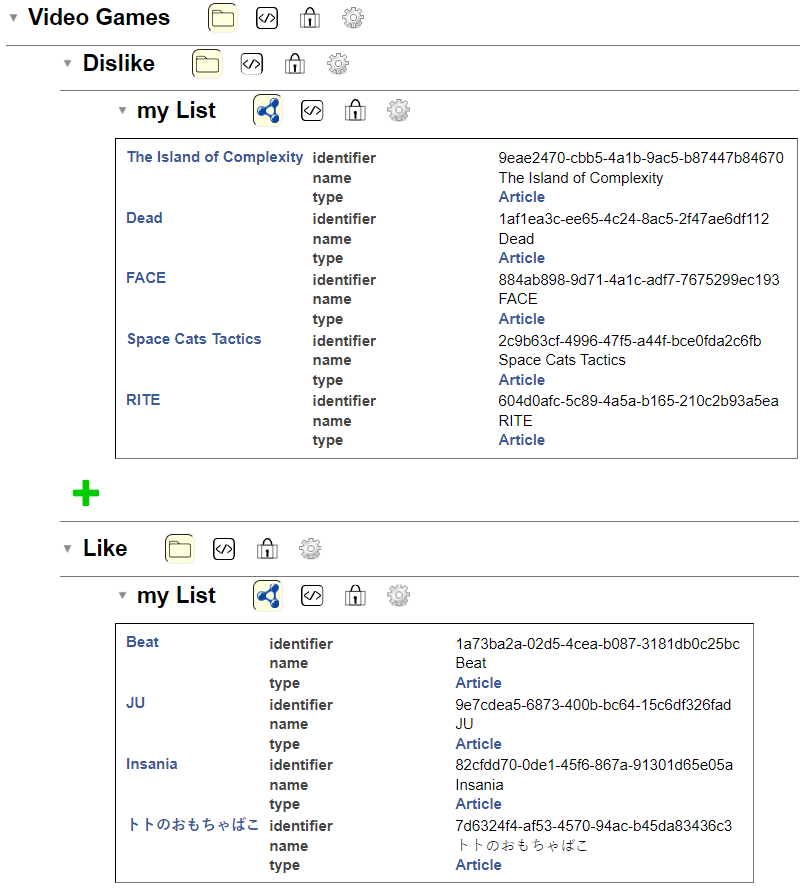 Video Games
Dislike
my List
The Island of Complexity identifier 9eae2470-cbb5-4a1b-9ac5-b87447b84670
name The Island of Complexity
type Article
Dead identifier 1af1ea3c-ee65-4c24-8ac5-2f47ae6df112
name Dead
type Article
FACE identifier 884ab898-9d71-4a1c-adf7-7675299ec193
name FACE
type Article
Space Cats Tactics identifier 2c9b63cf-4996-47f5-a44f-bce0fda2c6fb
name Space Cats Tactics
type Article
RITE identifier 604d0afc-5c89-4a5a-b165-210c2b93a5ea
name RITE
type Article
Like
my List
Beat identifier 1a73ba2a-02d5-4cea-b087-3181db0c25bc
name Beat
type Article
JU identifier 9e7cdea5-6873-400b-bc64-15c6df326fad
name JU
type Article
Insania identifier 82cfdd70-0de1-45f6-867a-91301d65e05a
name Insania
type Article
トトのおもちゃばこ identifier 7d6324f4-af53-4570-94ac-b45da83436c3
name トトのおもちゃばこ
type Article